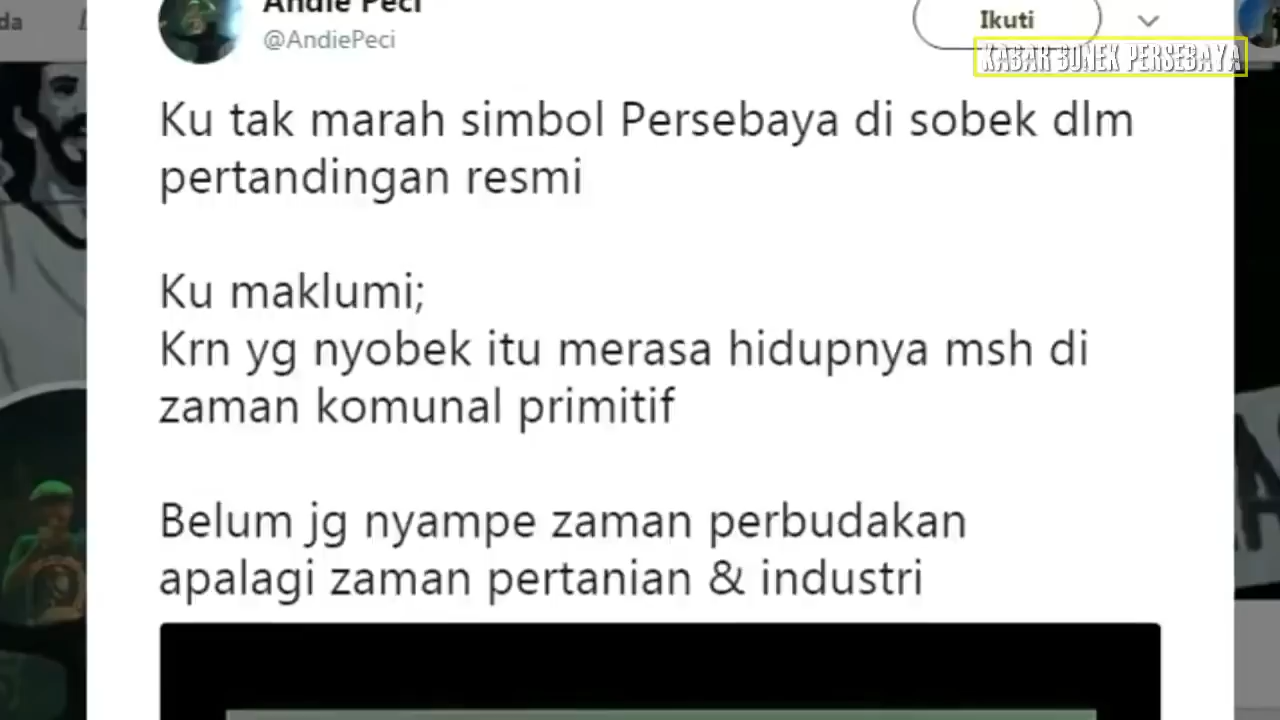 da
Andie Peci
@AndiePeci
Ikuti
KABAR BONEK PERSEBAYA
Ku tak marah simbol Persebaya di sobek dlm
pertandingan resmi
Ku maklumi;
Krn yg nyobek itu merasa hidupnya msh di
zaman komunal primitif
Belum jg nyampe zaman perbudakan
apalagi zaman pertanian & industri